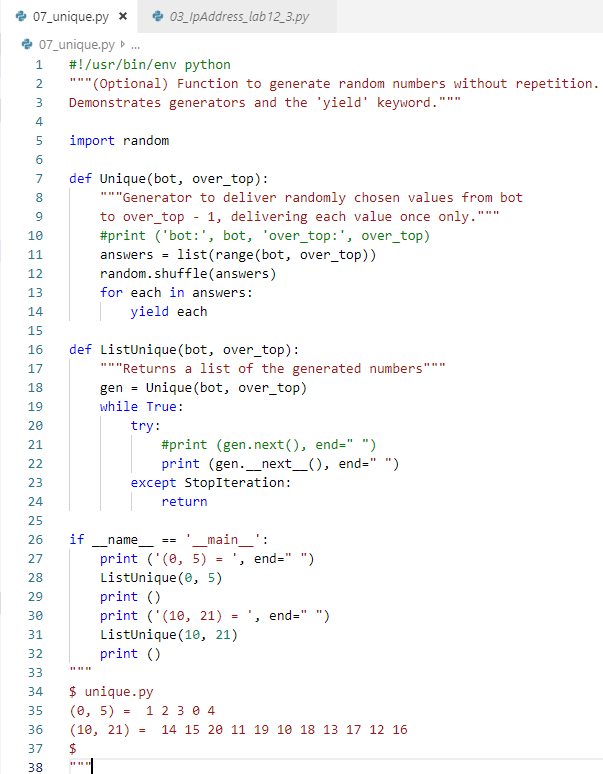 07_unique.py × 03_IpAddress_lab12_3.py
07_unique.py › ...
1 #!/usr/bin/env python
2 """(Optional) Function to generate random numbers without repetition.
3 Demonstrates generators and the 'yield' keyword."""
4
5 import random
6
7 def Unique(bot, over_top):
8     """Generator to deliver randomly chosen values from bot
9     to over_top - 1, delivering each value once only."""
10     #print ('bot:', bot, 'over_top:', over_top)
11     answers = list(range(bot, over_top))
12     random.shuffle(answers)
13     for each in answers:
14         yield each
15
16 def ListUnique(bot, over_top):
17     """Returns a list of the generated numbers"""
18     gen = Unique(bot, over_top)
19     while True:
20         try:
21             #print (gen.next(), end=" ")
22             print (gen.__next__(), end=" ")
23         except StopIteration:
24             return
25
26 if __name__ == '__main__':
27     print ('(0, 5) = ', end=" ")
28     ListUnique(0, 5)
29     print ()
30     print ('(10, 21) = ', end=" ")
31     ListUnique(10, 21)
32     print ()
33 """
34 $ unique.py
35 (0, 5) =  1 2 3 0 4
36 (10, 21) =  14 15 20 11 19 10 18 13 17 12 16
37 $
38 """